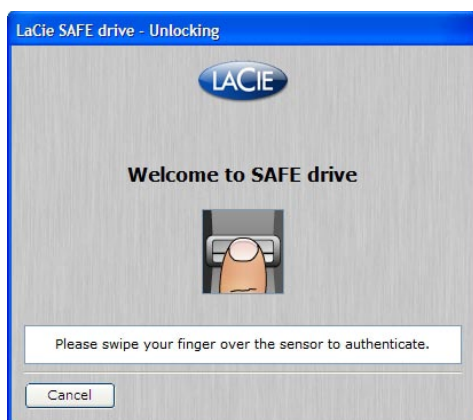 LaCie SAFE drive - Unlocking
LACIE
Welcome to SAFE drive
Please swipe your finger over the sensor to authenticate.
Cancel